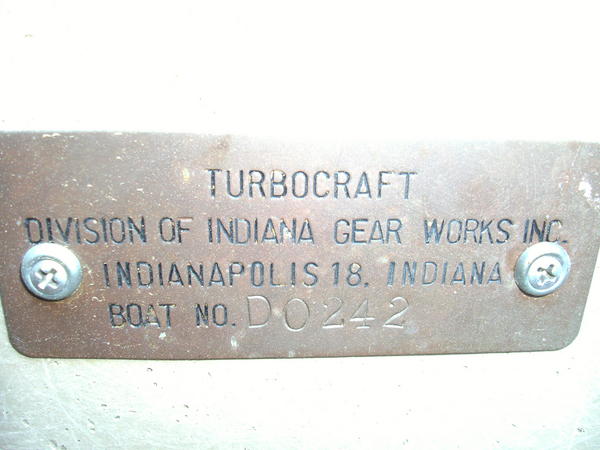 TURBOCRAFT
DIVISION OF INDIANA GEAR WORKS INC.
INDIANAPOLIS 18, INDIANA
BOAT NO. D0242